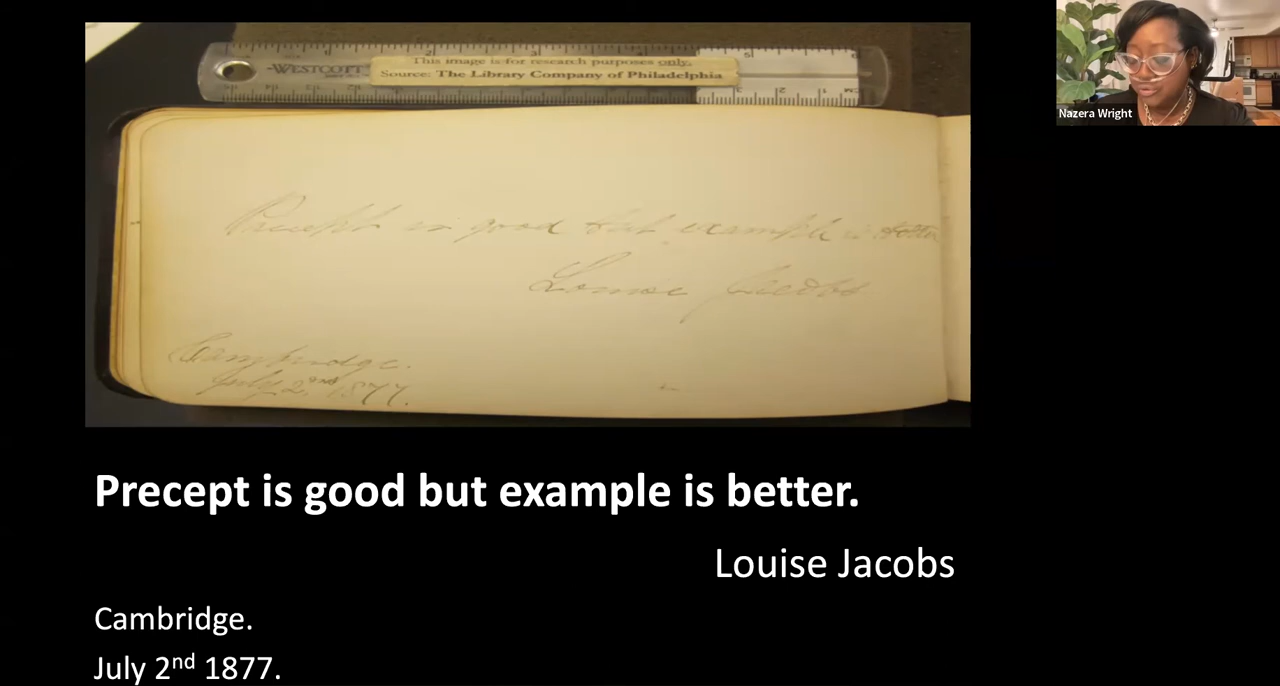 WESTCOTT
This image is for research purposes only.
Source: The Library Company of Philadelphia
Precept is good but example is better
Louise Jacobs
Cambridge.
July 2nd 1877.
Nazera Wright
Precept is good but example is better.
Louise Jacobs
Cambridge.
July 2nd 1877.